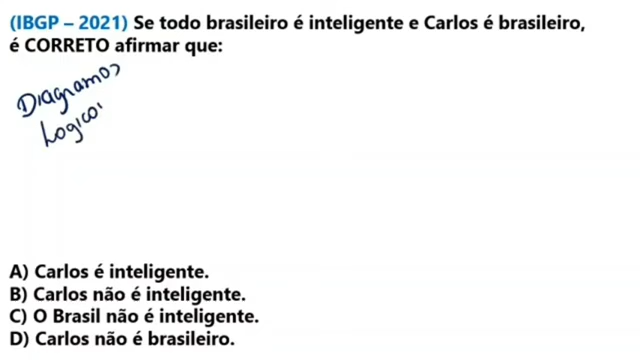 (IBGP – 2021) Se todo brasileiro é inteligente e Carlos é brasileiro,
é CORRETO afirmar que:
Diagramas
Logicos
A) Carlos é inteligente.
B) Carlos não é inteligente.
C) O Brasil não é inteligente.
D) Carlos não é brasileiro.